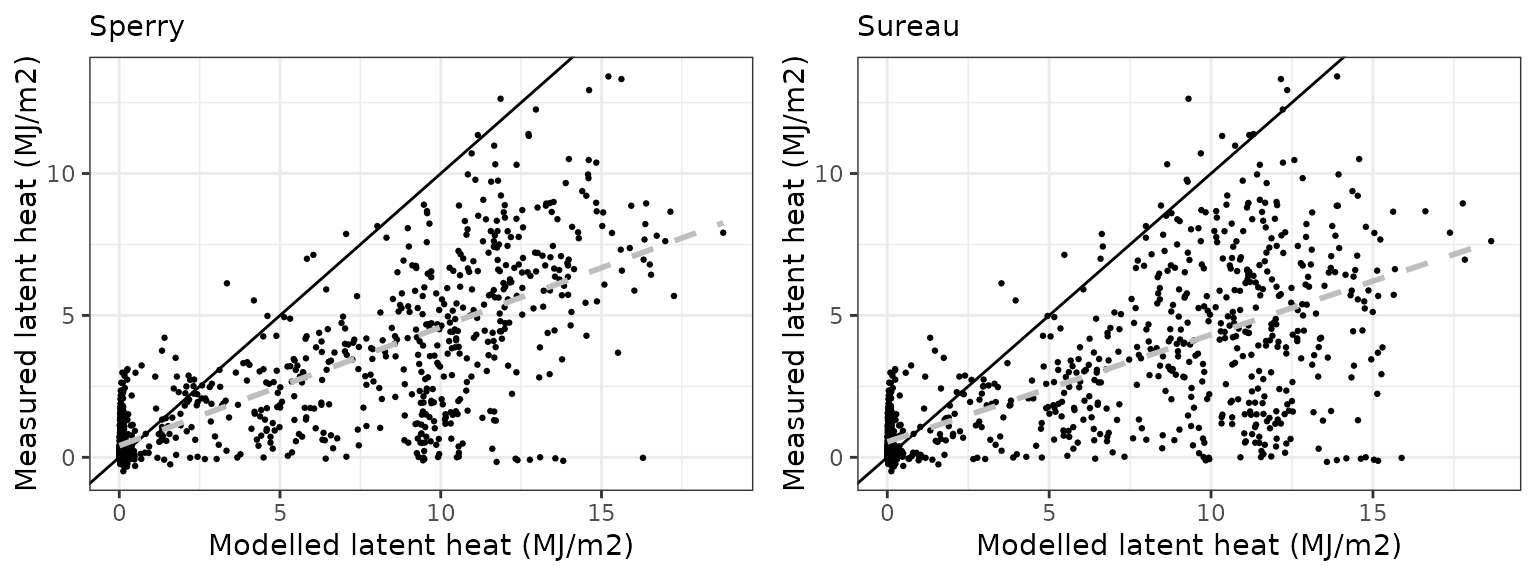 Sperry
Measured latent heat (MJ/m2)
10
5
0
0 5 10 15
Modelled latent heat (MJ/m2)
Sureau
Measured latent heat (MJ/m2)
10
5
0
0 5 10 15
Modelled latent heat (MJ/m2)